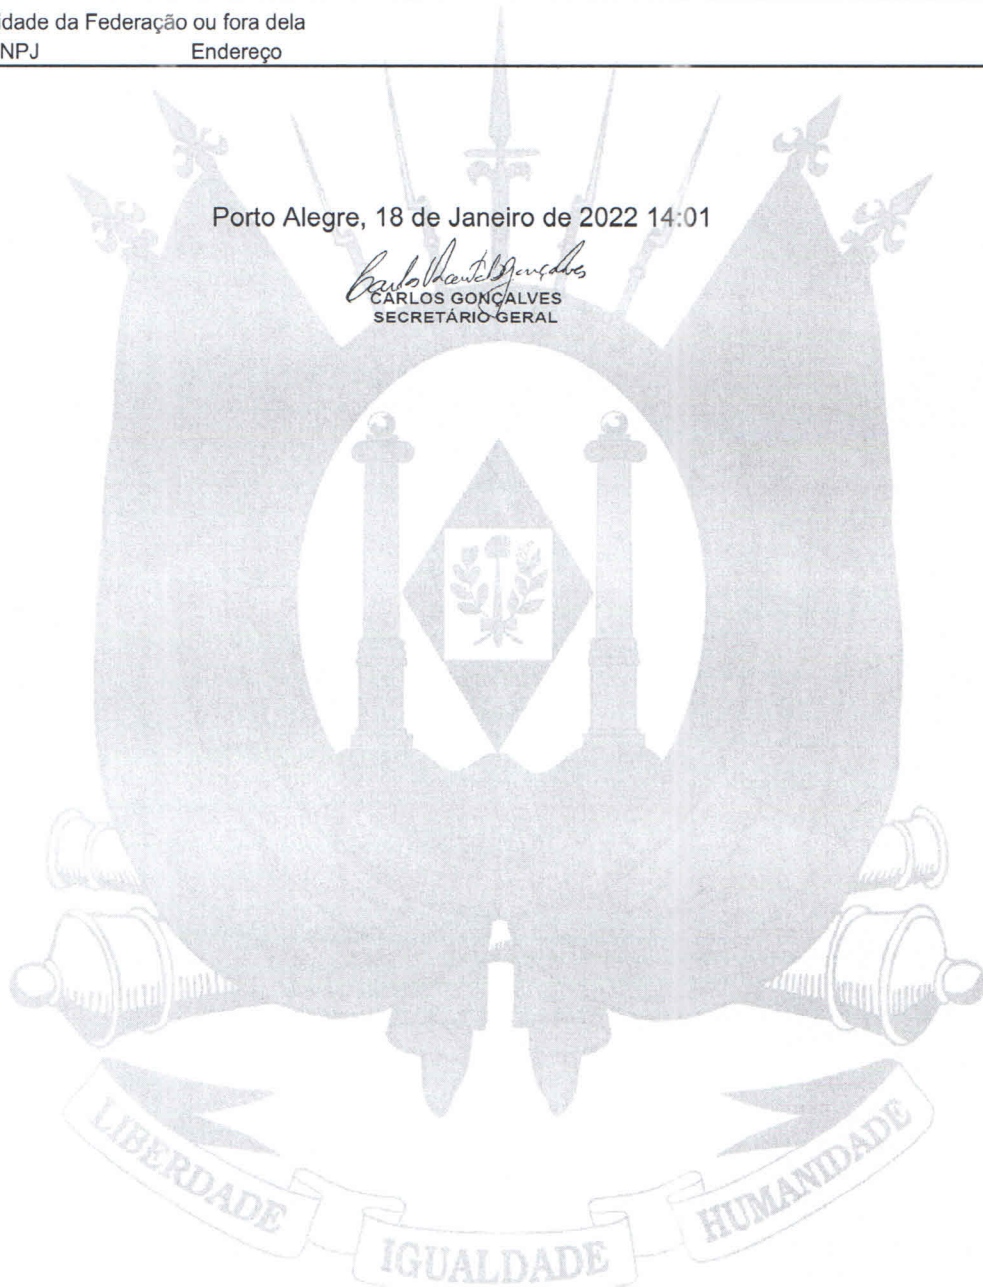 idade da Federação ou fora dela
NPJ Endereço
Porto Alegre, 18 de Janeiro de 2022 14:01
CARLOS GONÇALVES
SECRETÁRIO GERAL
LIBERDADE
IGUALDADE
HUMANIDADE